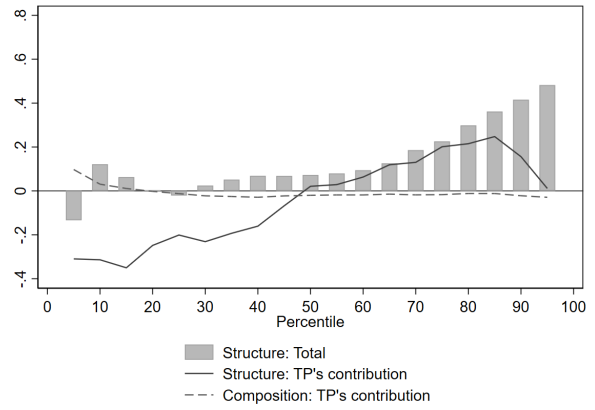 .8
.6
.4
.2
0
-.2
-.4
0 10 20 30 40 50 60 70 80 90 100
Percentile
Structure: Total
Structure: TP's contribution
Composition: TP's contribution